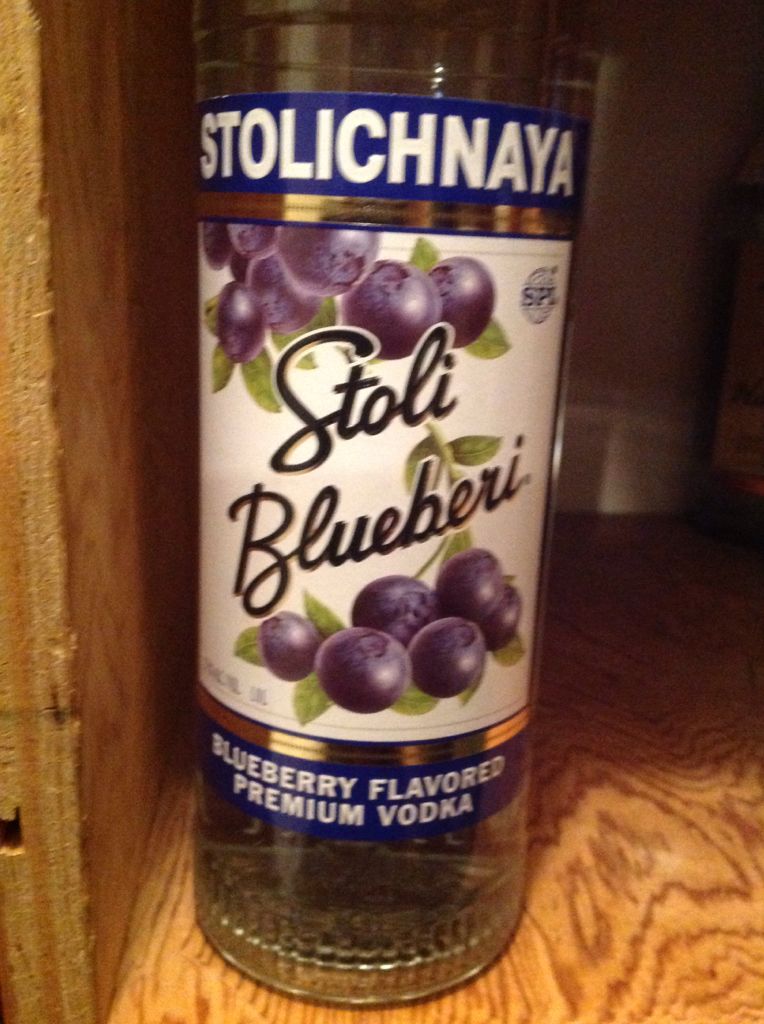 STOLICHNAYA
SPI
Stoli
Blueberi
BLUEBERRY FLAVORED
PREMIUM VODKA